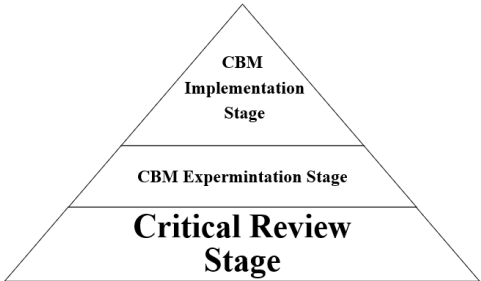 CBM
Implementation
Stage
CBM Expermintation Stage
Critical Review
Stage